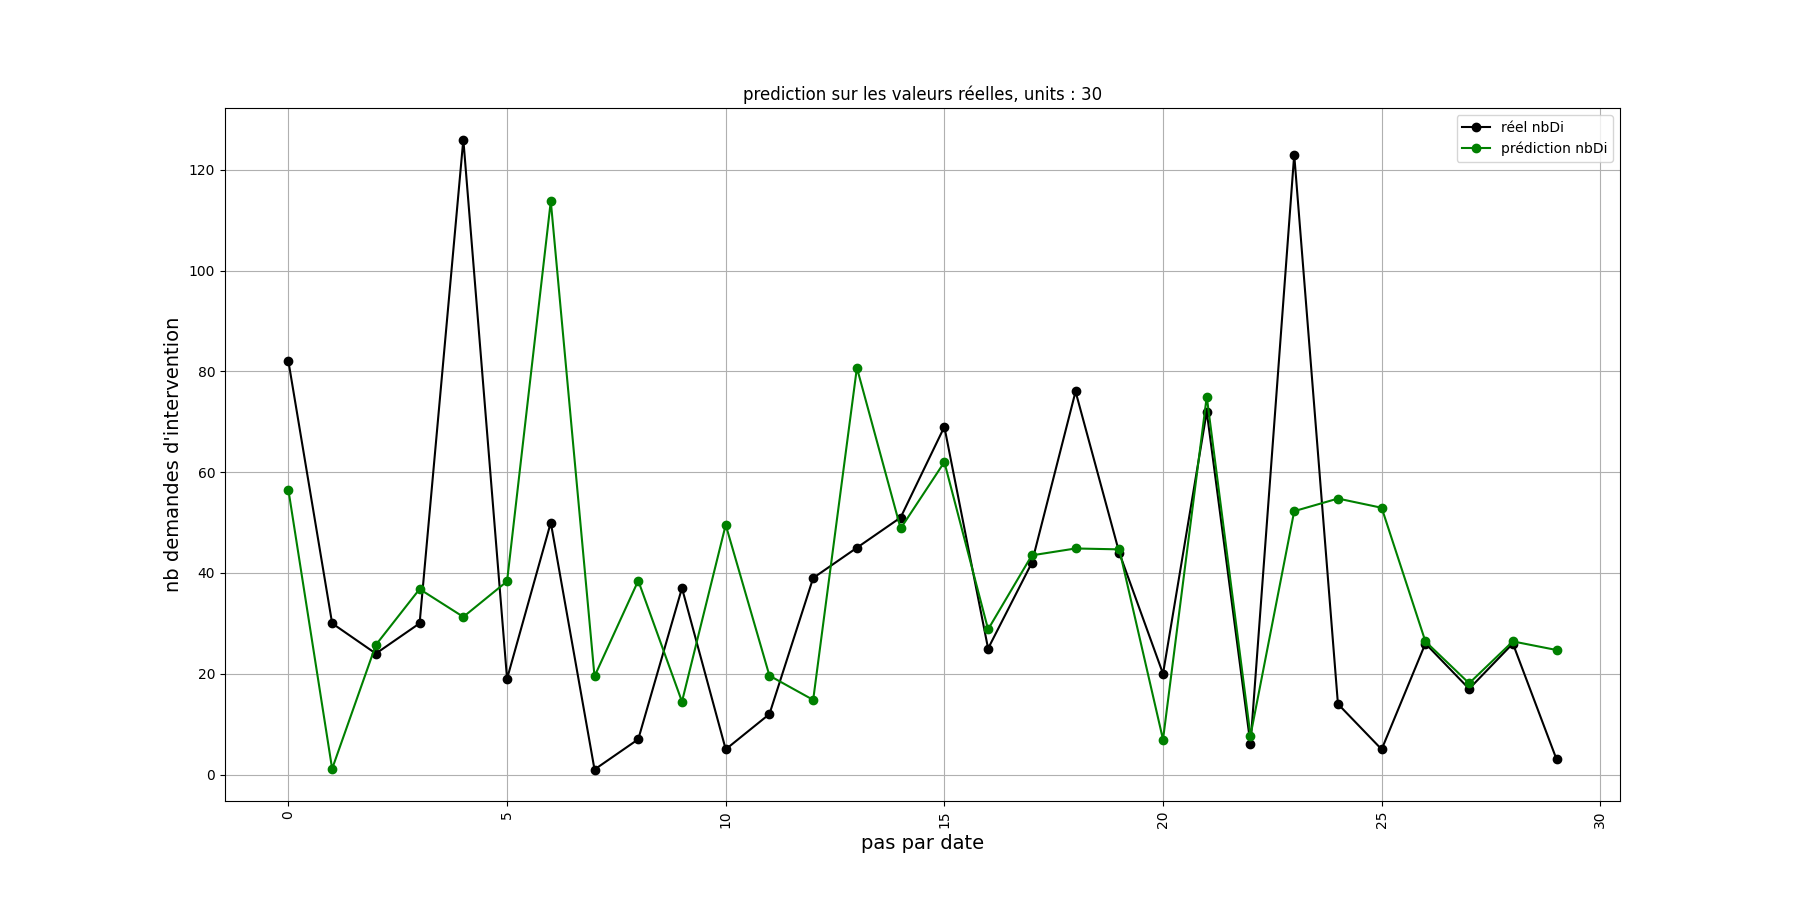 prediction sur les valeurs réelles, units : 30
réel nbDi
prédiction nbDi
nb demandes d'intervention
120
100
80
60
40
20
0
0
5
10
15
20
25
30
pas par date